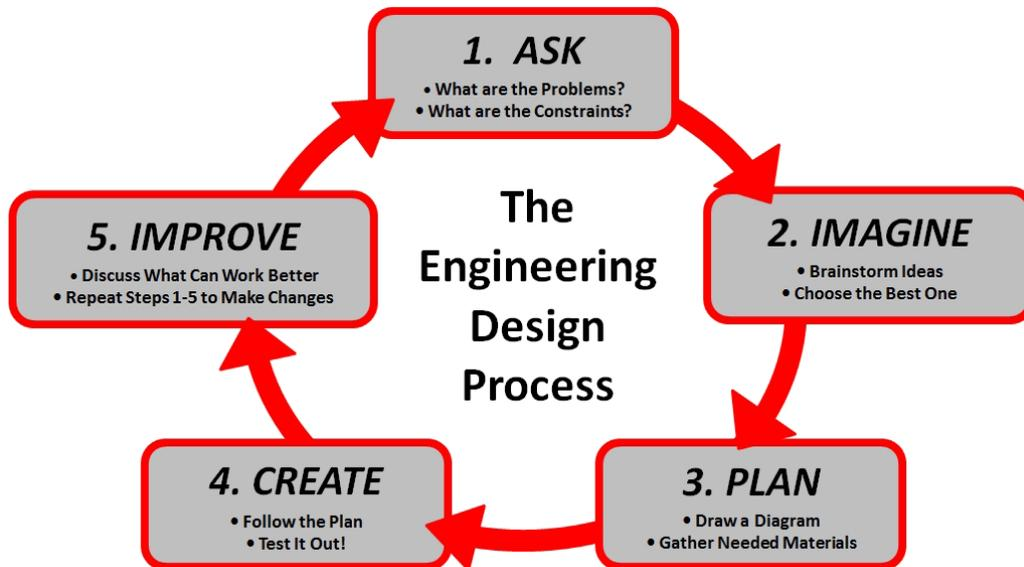 1. ASK
• What are the Problems?
• What are the Constraints?
The
Engineering
Design
Process
2. IMAGINE
• Brainstorm Ideas
• Choose the Best One
3. PLAN
• Draw a Diagram
• Gather Needed Materials
4. CREATE
• Follow the Plan
• Test It Out!
5. IMPROVE
• Discuss What Can Work Better
• Repeat Steps 1-5 to Make Changes